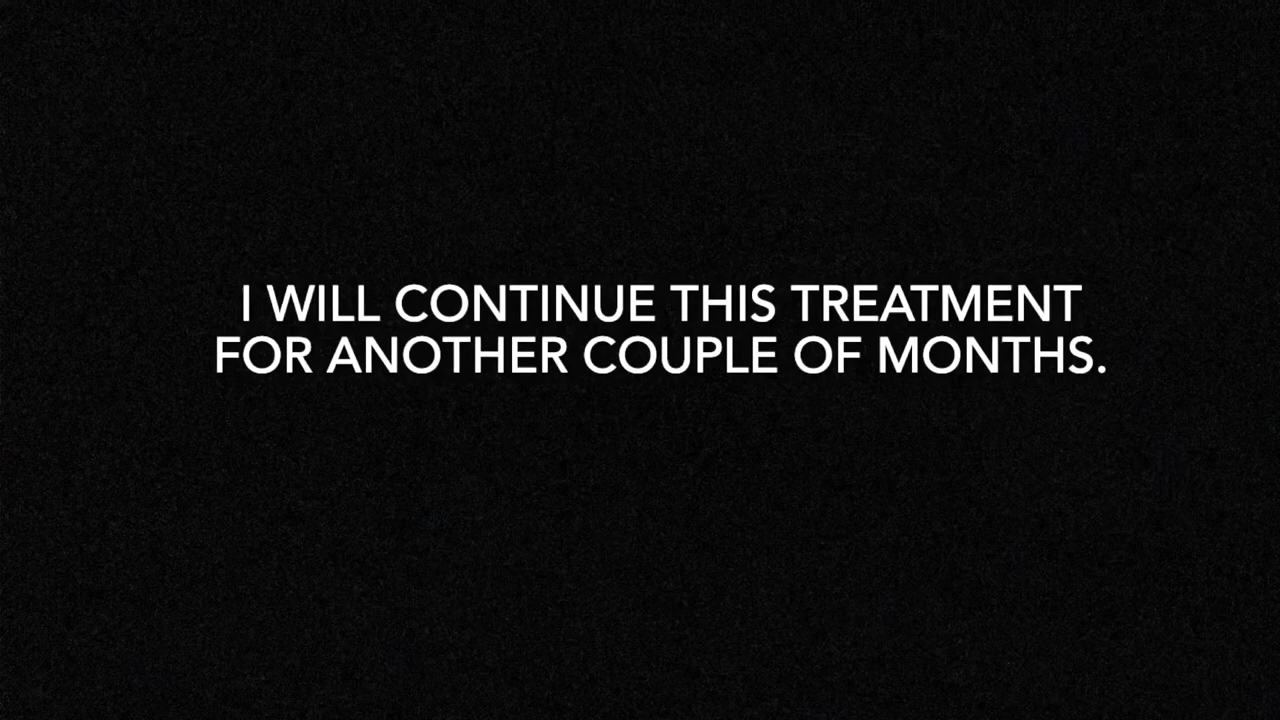 I WILL CONTINUE THIS TREATMENT
FOR ANOTHER COUPLE OF MONTHS.